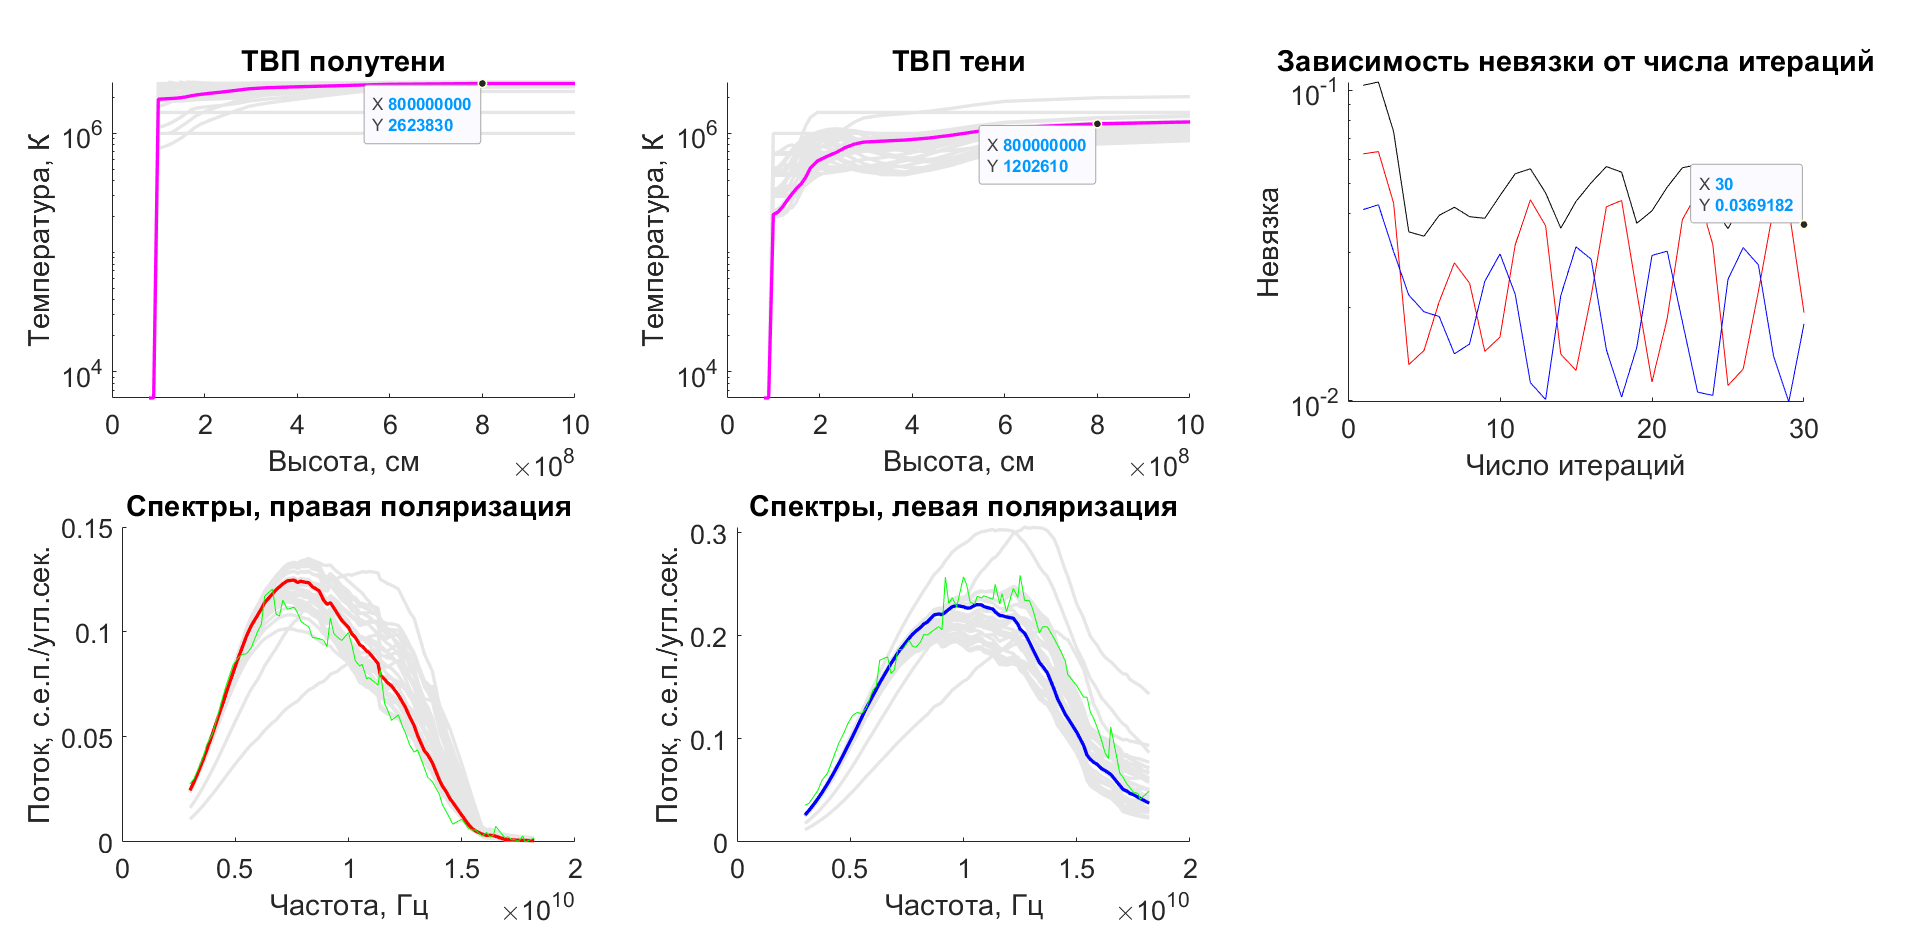 ТВП полутени
Температура, К
10^6
10^4
X 800000000
Y 2623830
0 2 4 6 8 10
Высота, см
×10^8
ТВП тени
Температура, К
10^6
10^4
X 800000000
Y 1202610
0 2 4 6 8 10
Высота, см
×10^8
Зависимость невязки от числа итераций
Невязка
10^-1
10^-2
X 30
Y 0.0369182
0 10 20 30
Число итераций
Спектры, правая поляризация
Поток, с.е.п./угл.сек.
0.15
0.1
0.05
0
0 0.5 1 1.5 2
Частота, Гц
×10^10
Спектры, левая поляризация
Поток, с.е.п./угл.сек.
0.3
0.2
0.1
0
0 0.5 1 1.5 2
Частота, Гц
×10^10